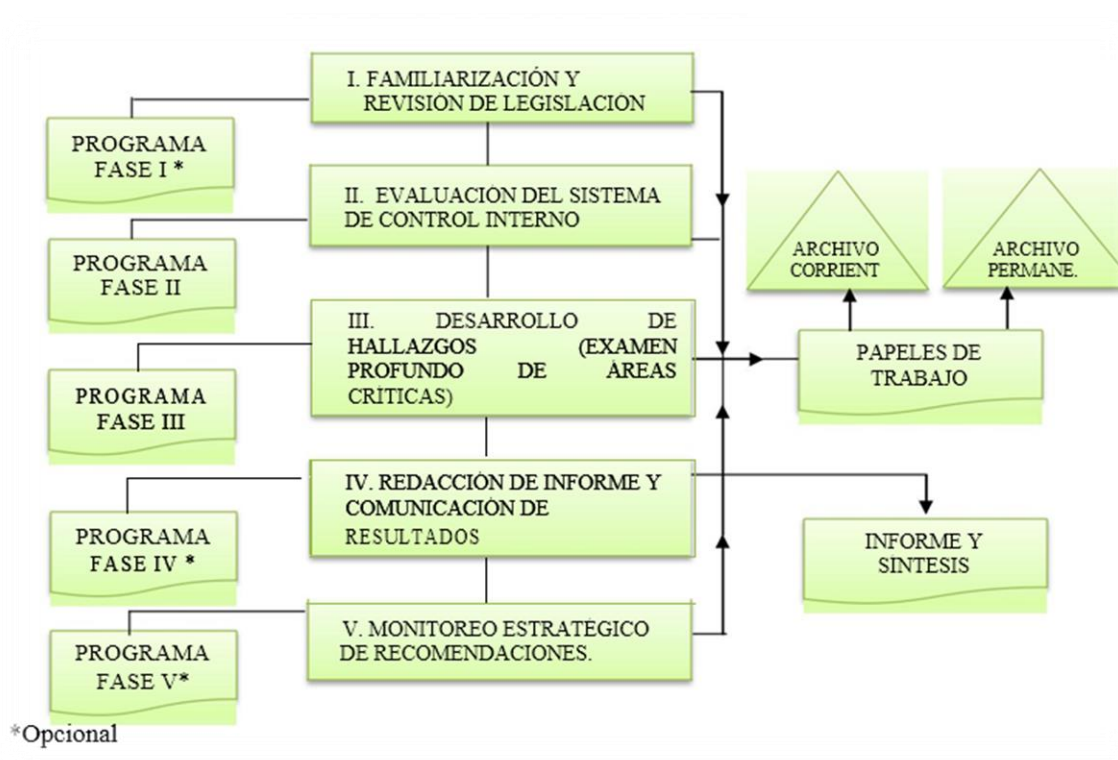 I. FAMILIARIZACIÓN Y
REVISIÓN DE LEGISLACIÓN
PROGRAMA
FASE I *
II. EVALUACIÓN DEL SISTEMA
DE CONTROL INTERNO
PROGRAMA
FASE II
ARCHIVO
CORRIENT
ARCHIVO
PERMANE.
III. DESARROLLO DE
HALLAZGOS (EXAMEN
PROFUNDO DE ÁREAS
CRÍTICAS)
PROGRAMA
FASE III
PAPELES DE
TRABAJO
IV. REDACCIÓN DE INFORME Y
COMUNICACIÓN DE
RESULTADOS
PROGRAMA
FASE IV *
INFORME Y
SÍNTESIS
V. MONITOREO ESTRATÉGICO
DE RECOMENDACIONES.
PROGRAMA
FASE V*
*Opcional